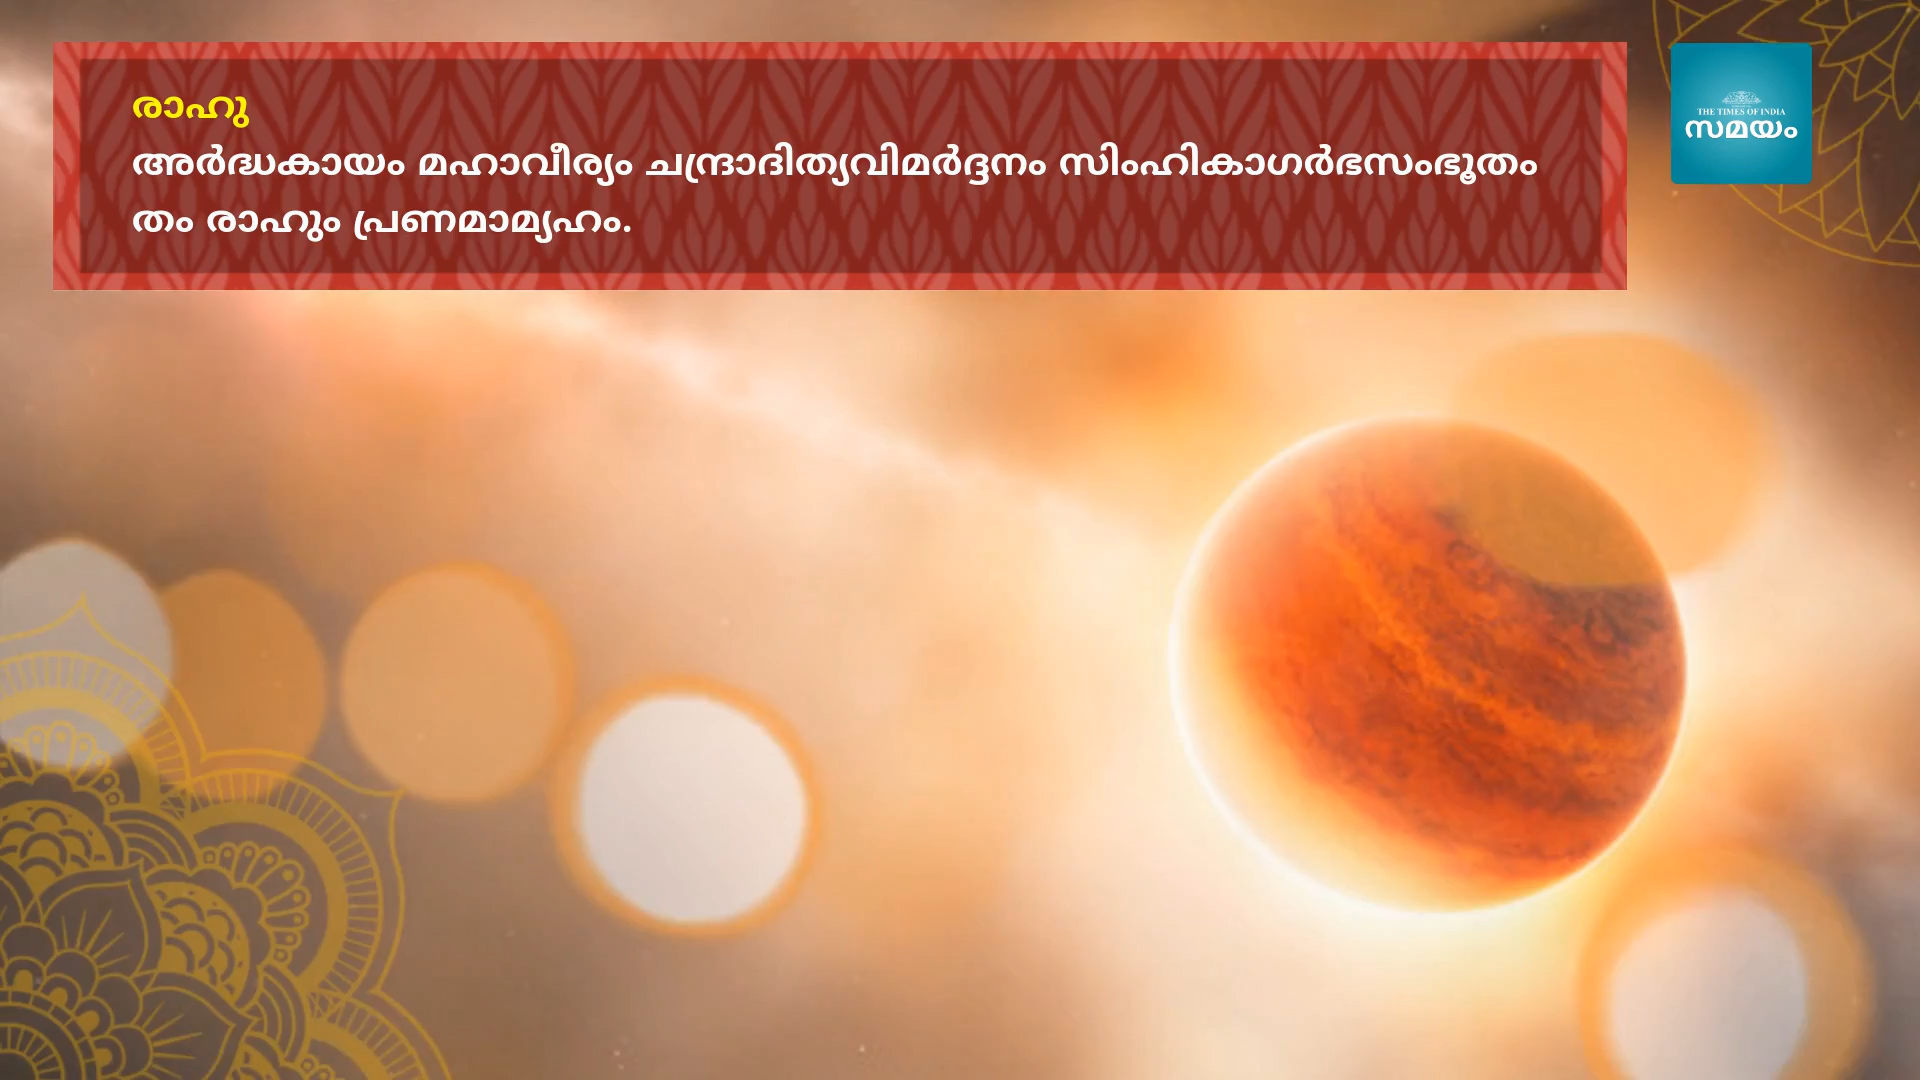 രാഹു
അർദ്ധകായം മഹാവീര്യം ചന്ദ്രാദിത്യവിമർദ്ദനം സിംഹികാഗർഭസംഭൂതം
തം രാഹും പ്രണമാമ്യഹം.
THE TIMES OF INDIA
സമയം